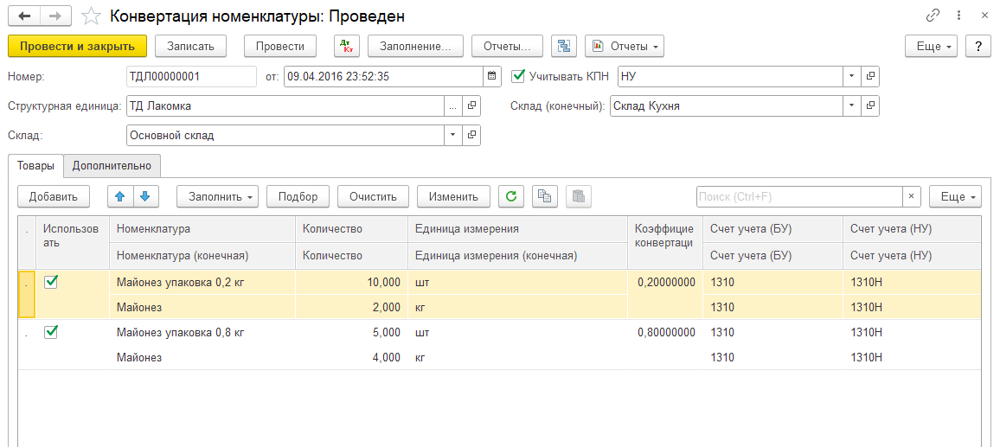 Конвертация номенклатуры: Проведен
Провести и закрыть Записать Провести Дт Кт Заполнение... Отчеты... Отчеты Еще ?
Номер: ТДЛ00000001 от: 09.04.2016 23:52:35 Учитывать КПН НУ
Структурная единица: ТД Лакомка ... Склад (конечный): Склад Кухня
Склад: Основной склад
Товары Дополнительно
Добавить Заполнить Подбор Очистить Изменить Поиск (Ctrl+F) × Еще
. Использов Номенклатура Количество Единица измерения Коэффицие Счет учета (БУ) Счет учета (НУ)
ать Номенклатура (конечная) Количество Единица измерения (конечная) конвертаци Счет учета (БУ) Счет учета (НУ)
. Майонез упаковка 0,2 кг 10,000 шт 0,20000000 1310 1310Н
Майонез 2,000 кг 1310 1310Н
. Майонез упаковка 0,8 кг 5,000 шт 0,80000000 1310 1310Н
Майонез 4,000 кг 1310 1310Н